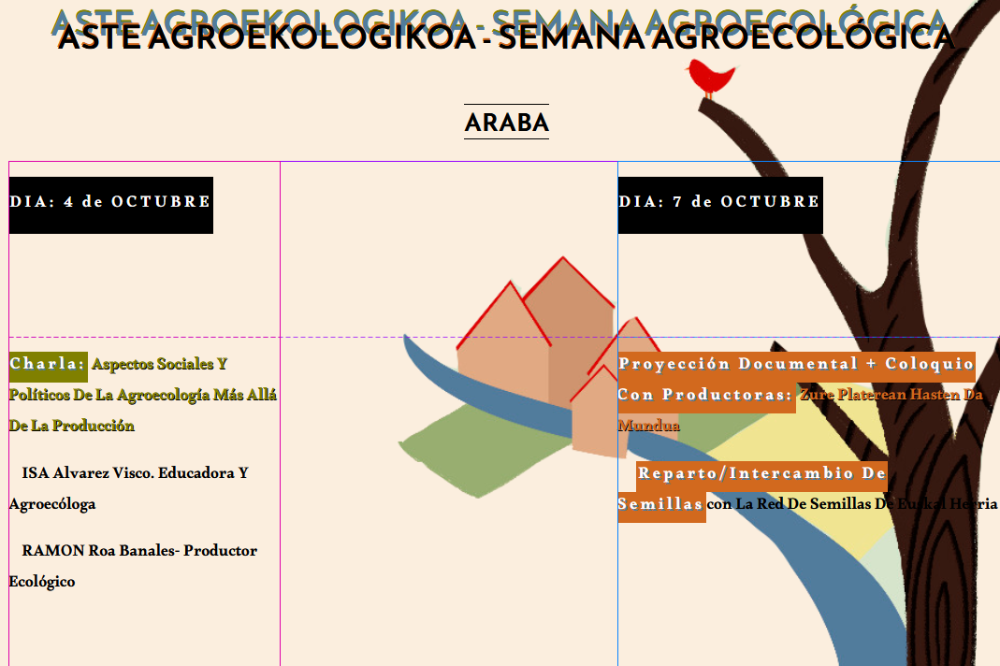 ASTE AGROEKOLOGIKOA - SEMANA AGROECOLÓGICA
ARABA
DIA: 4 de OCTUBRE
Charla: Aspectos Sociales Y
Políticos De La Agroecología Más Allá
De La Producción
ISA Alvarez Visco. Educadora Y
Agroecóloga
RAMON Roa Banales- Productor
Ecológico
DIA: 7 de OCTUBRE
Proyección Documental + Coloquio
Con Productoras: Zure Platerean Hasten Da
Mundua
Reparto/Intercambio De
Semillas con La Red De Semillas De Euskal Herria